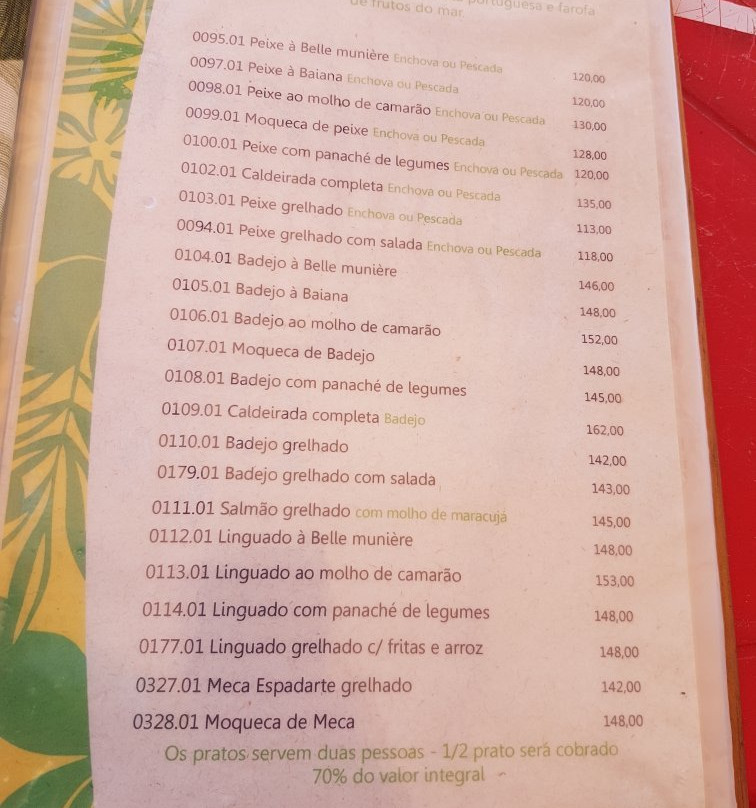 portuguesa e farofa
de frutos do mar.
0095.01 Peixe à Belle munière Enchova ou Pescada 120,00
0097.01 Peixe à Baiana Enchova ou Pescada 120,00
0098.01 Peixe ao molho de camarão Enchova ou Pescada 130,00
0099.01 Moqueca de peixe Enchova ou Pescada 128,00
0100.01 Peixe com panaché de legumes Enchova ou Pescada 120,00
0102.01 Caldeirada completa Enchova ou Pescada 135,00
0103.01 Peixe grelhado Enchova ou Pescada 113,00
0094.01 Peixe grelhado com salada Enchova ou Pescada 118,00
0104.01 Badejo à Belle munière 146,00
0105.01 Badejo à Baiana 148,00
0106.01 Badejo ao molho de camarão 152,00
0107.01 Moqueca de Badejo 148,00
0108.01 Badejo com panaché de legumes 145,00
0109.01 Caldeirada completa Badejo 162,00
0110.01 Badejo grelhado 142,00
0179.01 Badejo grelhado com salada 143,00
0111.01 Salmão grelhado com molho de maracujá 145,00
0112.01 Linguado à Belle munière 148,00
0113.01 Linguado ao molho de camarão 153,00
0114.01 Linguado com panaché de legumes 148,00
0177.01 Linguado grelhado c/ fritas e arroz 148,00
0327.01 Meca Espadarte grelhado 142,00
0328.01 Moqueca de Meca 148,00
Os pratos servem duas pessoas - 1/2 prato será cobrado
70% do valor integral